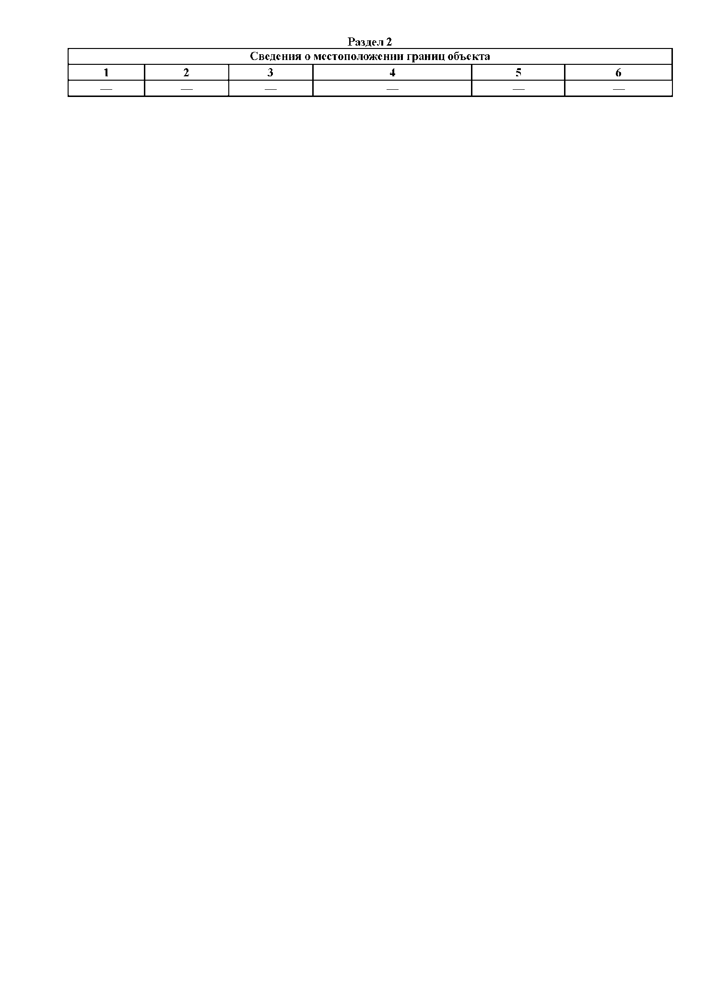 Раздел 2
Сведения о местоположении границ объекта
1 2 3 4 5 6
— — — — — —